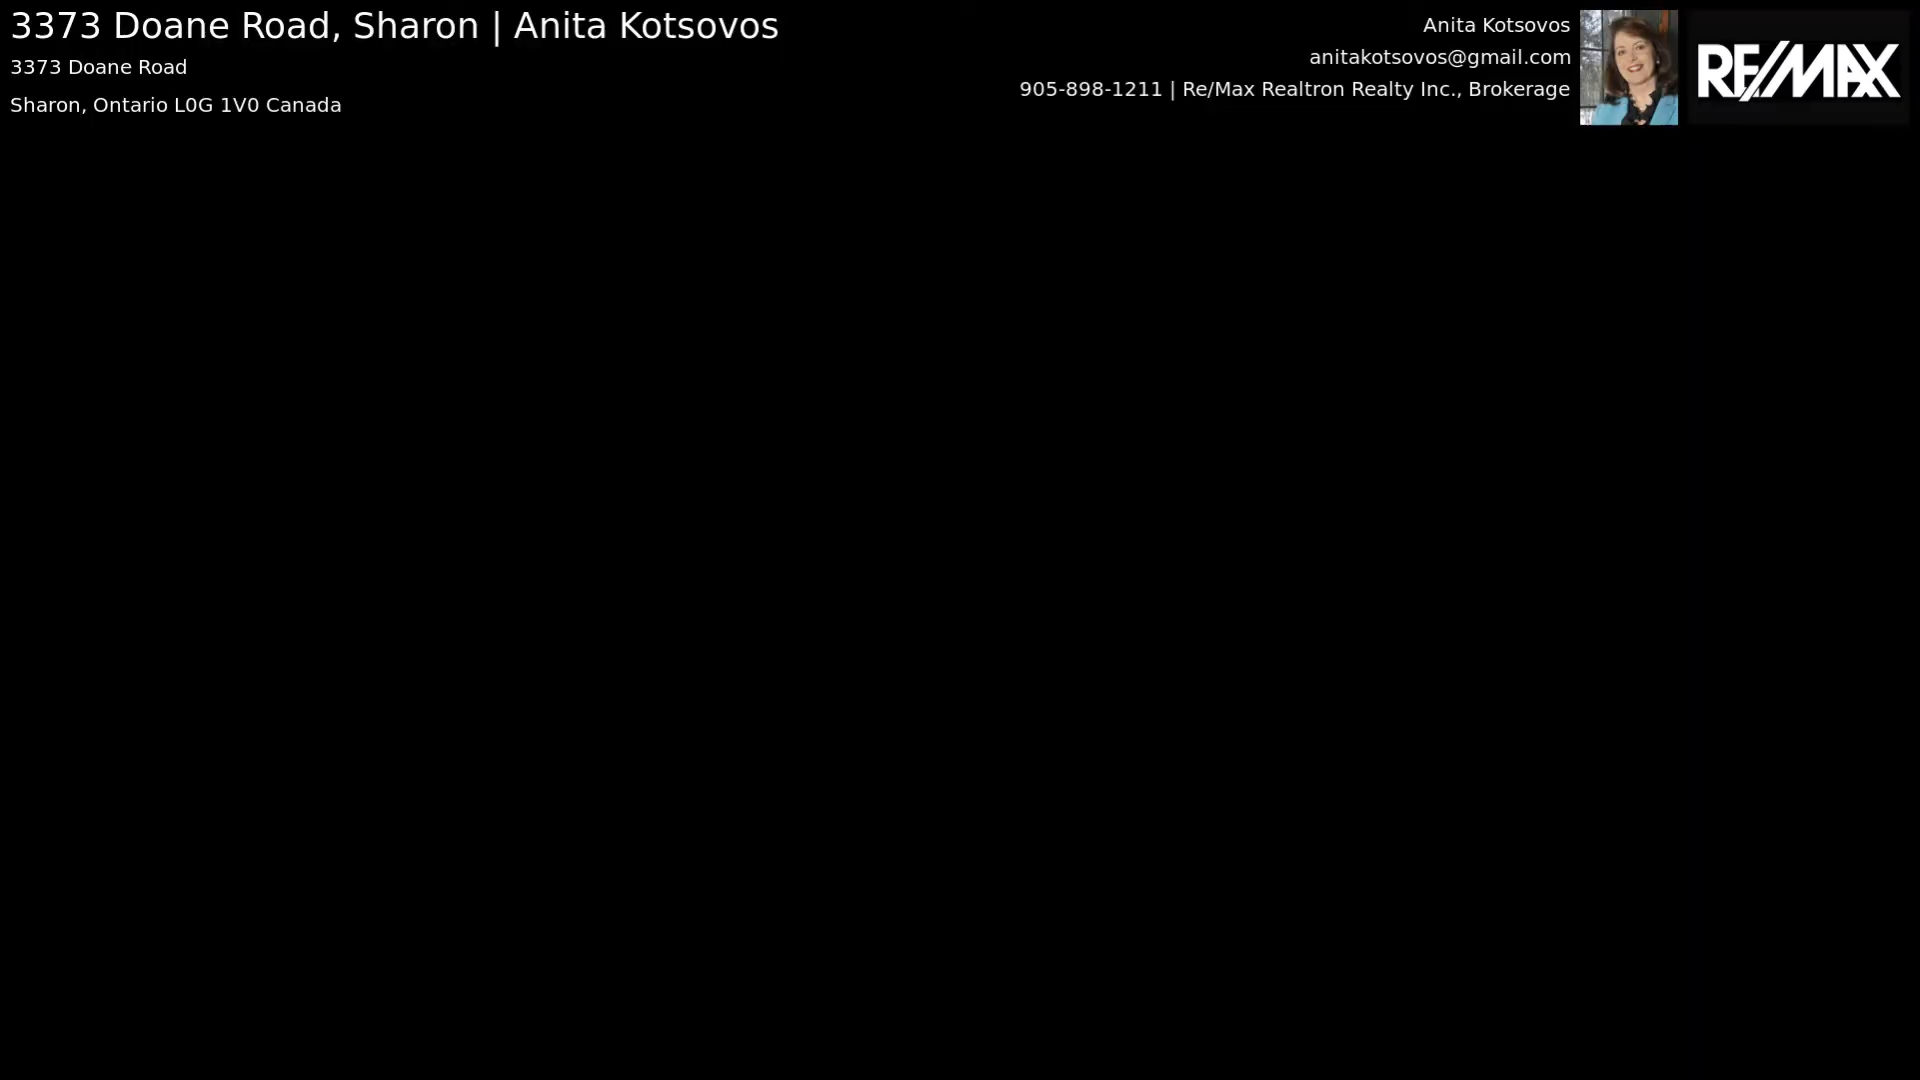 3373 Doane Road, Sharon | Anita Kotsovos
3373 Doane Road
Sharon, Ontario L0G 1V0 Canada
Anita Kotsovos
anitakotsovos@gmail.com
905-898-1211 | Re/Max Realtron Realty Inc., Brokerage
RE/MAX